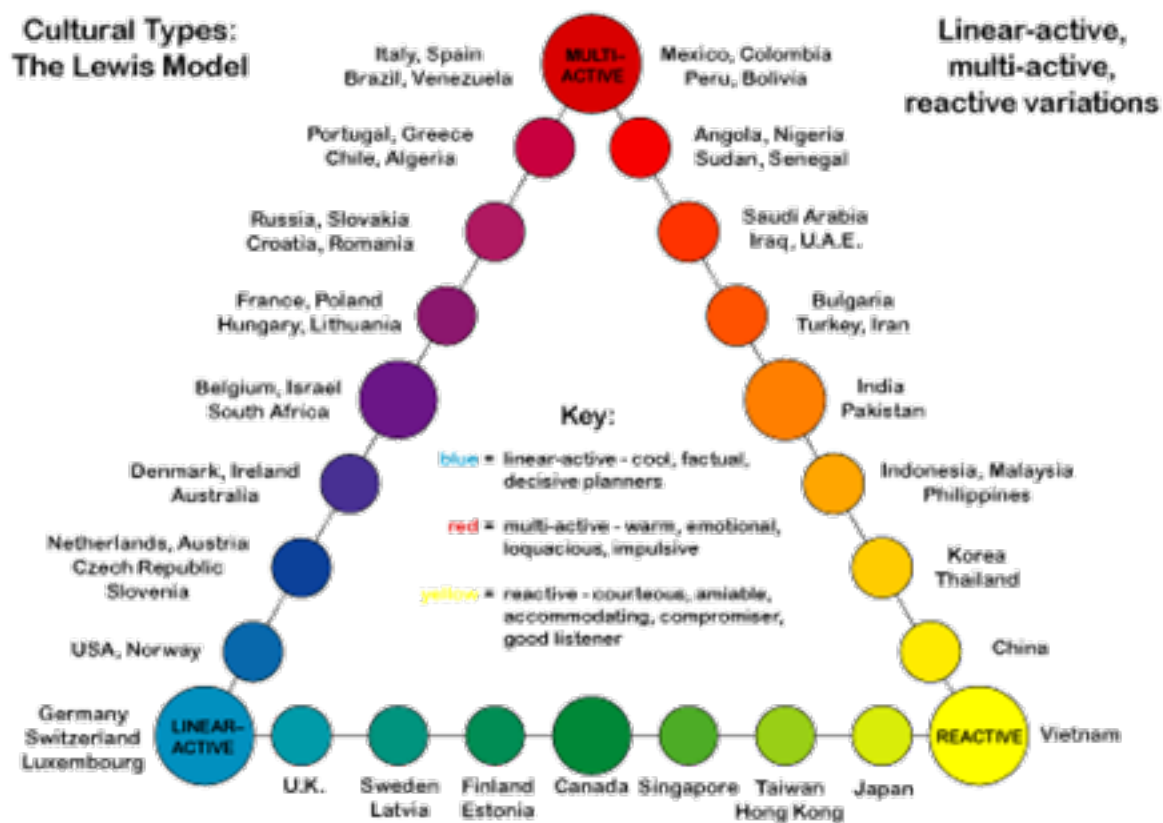 Cultural Types:
The Lewis Model
Linear-active,
multi-active,
reactive variations
MULTI-
ACTIVE
Italy, Spain
Brazil, Venezuela
Mexico, Colombia
Peru, Bolivia
Portugal, Greece
Chile, Algeria
Angola, Nigeria
Sudan, Senegal
Russia, Slovakia
Croatia, Romania
Saudi Arabia
Iraq, U.A.E.
France, Poland
Hungary, Lithuania
Bulgaria
Turkey, Iran
Belgium, Israel
South Africa
India
Pakistan
Denmark, Ireland
Australia
Indonesia, Malaysia
Philippines
Netherlands, Austria
Czech Republic
Slovenia
Korea
Thailand
USA, Norway
China
Key:
blue = linear-active - cool, factual,
decisive planners
red = multi-active - warm, emotional,
loquacious, impulsive
yellow = reactive - courteous, amiable,
accommodating, compromiser,
good listener
Germany
Switzerland
Luxembourg
LINEAR-
ACTIVE
REACTIVE
Vietnam
U.K.
Sweden
Latvia
Finland
Estonia
Canada
Singapore
Taiwan
Hong Kong
Japan